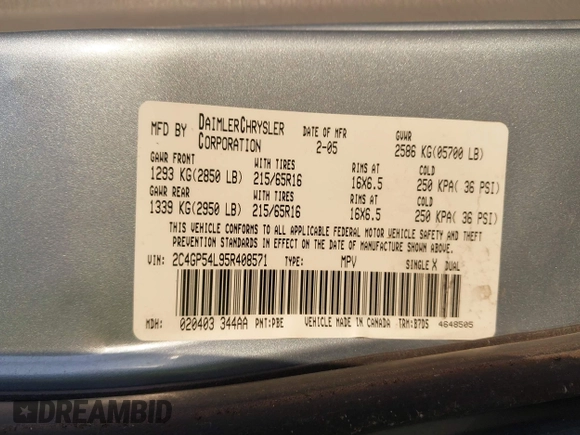 MFD BY DAIMLERCHRYSLER CORPORATION DATE OF MFR 2-05 GVWR 2586 KG(05700 LB)
GAWR FRONT WITH TIRES RIMS AT COLD
1293 KG(2850 LB) 215/65R16 16X6.5 250 KPA( 36 PSI)
GAWR REAR WITH TIRES RIMS AT COLD
1339 KG(2950 LB) 215/65R16 16X6.5 250 KPA( 36 PSI)
THIS VEHICLE CONFORMS TO ALL APPLICABLE FEDERAL MOTOR VEHICLE SAFETY AND THEFT
PREVENTION STANDARDS IN EFFECT ON THE DATE OF MANUFACTURE SHOWN ABOVE.
VIN: 2C4GP54L95R408571 MPV SINGLE X DUAL
MDH: 020403 344AA PNT:PBE VEHICLE MADE IN CANADA TRM:B7D5 4648505
DREAMBID